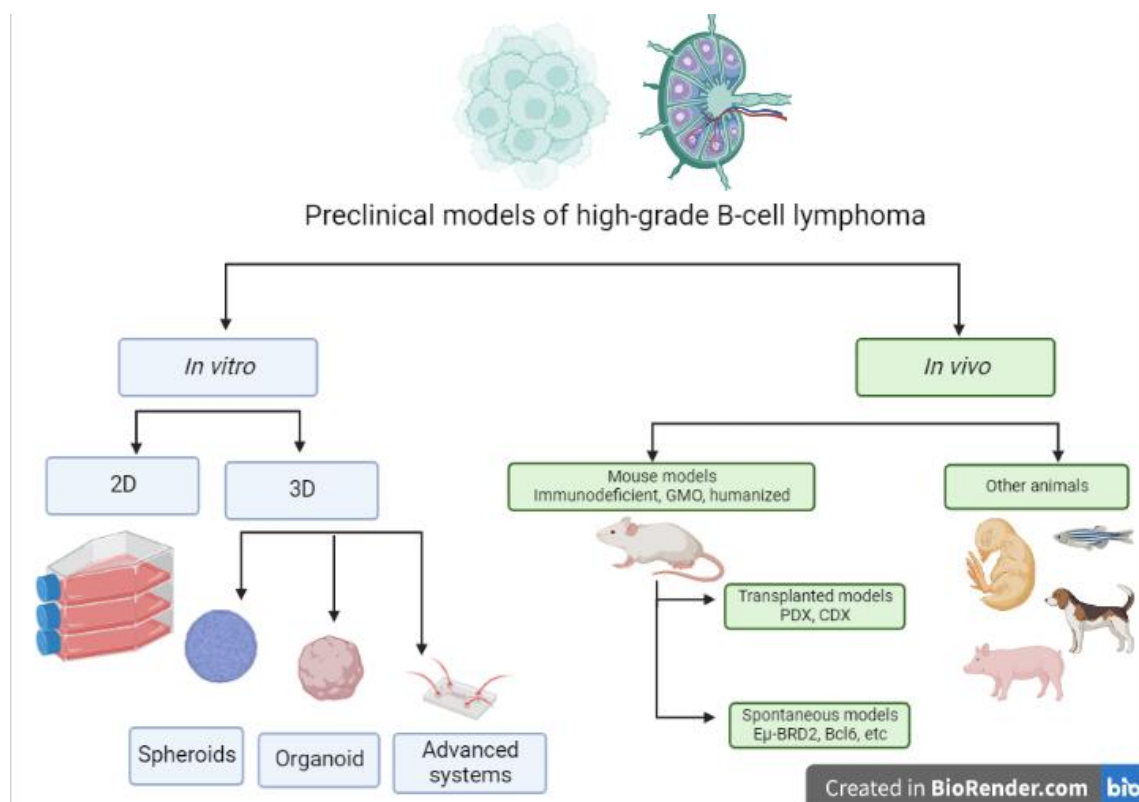 Preclinical models of high-grade B-cell lymphoma
In vitro
In vivo
2D
3D
Mouse models
Immunodeficient, GMO, humanized
Other animals
Transplanted models
PDX, CDX
Spontaneous models
Eµ-BRD2, Bcl6, etc
Spheroids
Organoid
Advanced
systems
Created in BioRender.com
bio